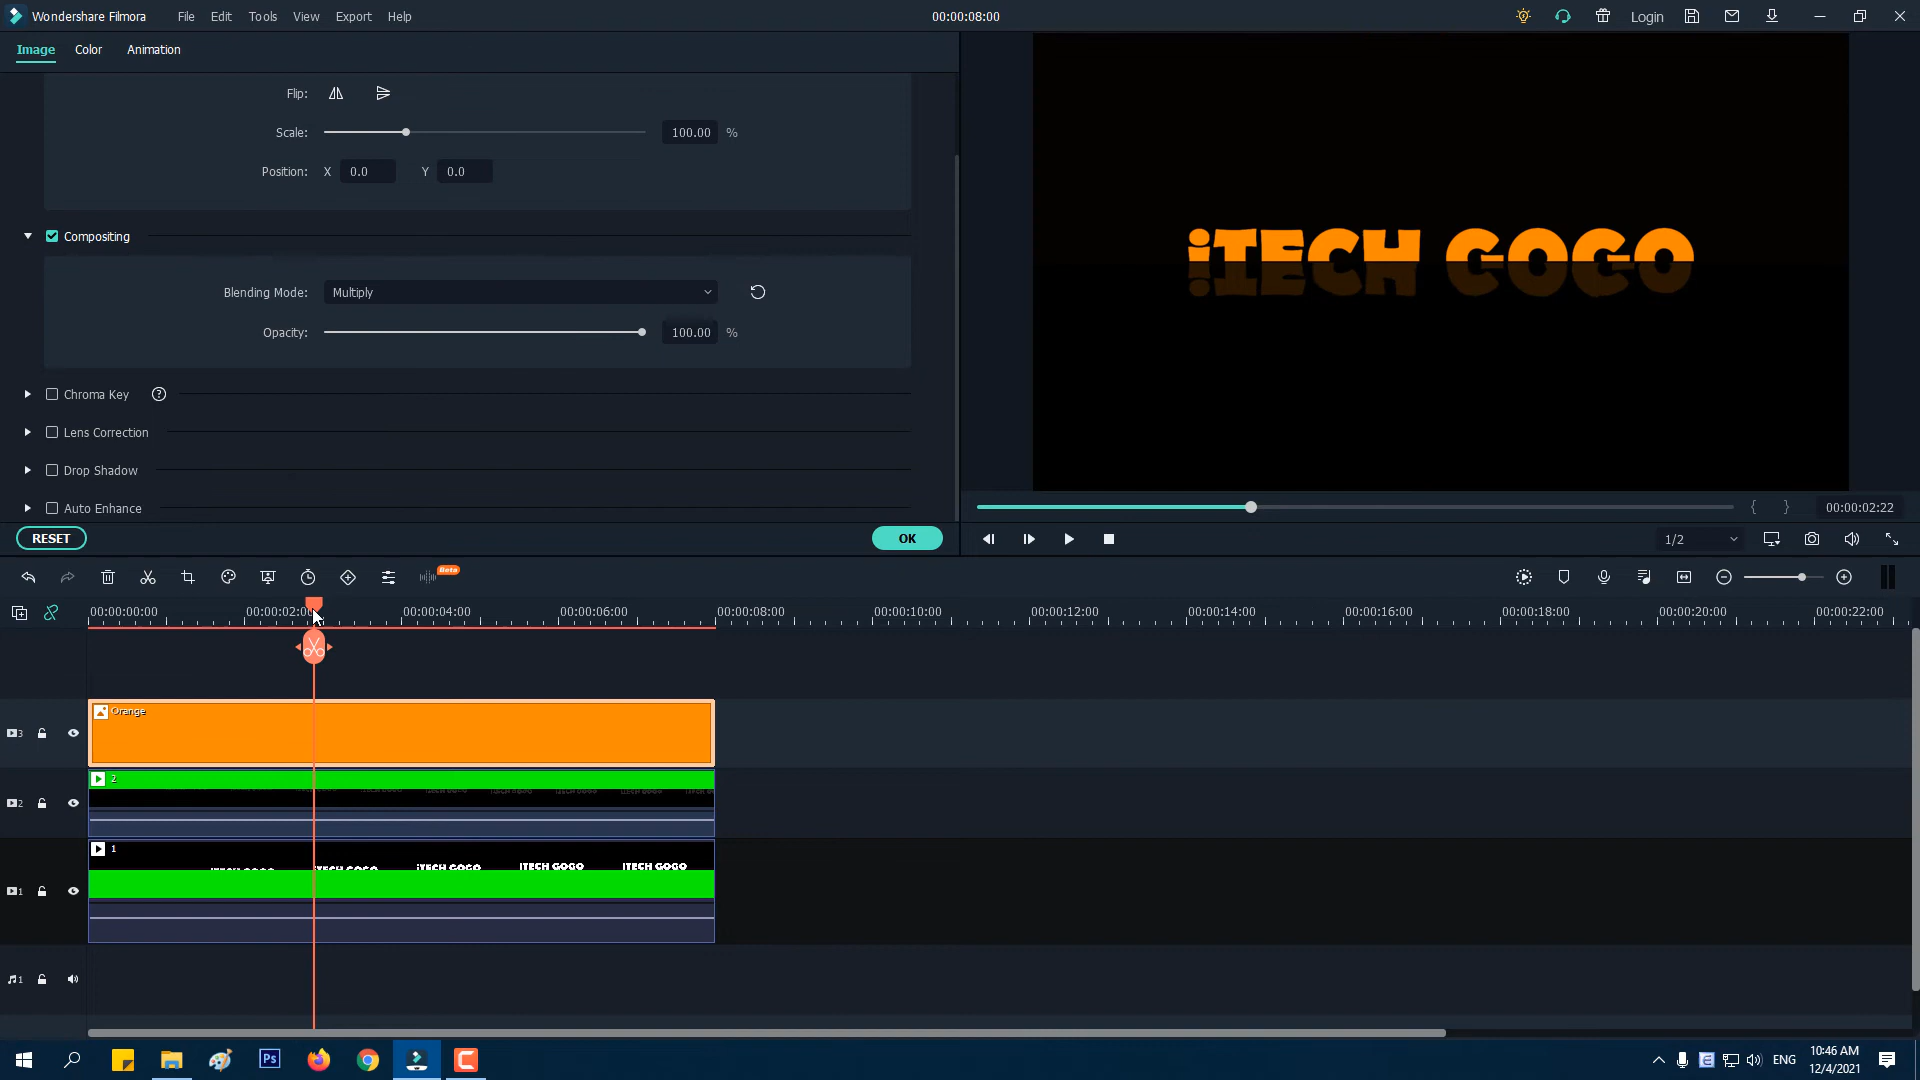 Wondershare Filmora File Edit Tools View Export Help 00:00:08:00 Login
Image Color Animation
Flip:
Scale: 100.00 %
Position: X 0.0 Y 0.0
Compositing
Blending Mode: Multiply
Opacity: 100.00 %
Chroma Key ?
Lens Correction
Drop Shadow
Auto Enhance
RESET OK
iTECH GOGO
{ } 00:00:02:22
1/2
Beta
00:00:00:00 00:00:02:00 00:00:04:00 00:00:06:00 00:00:08:00 00:00:10:00 00:00:12:00 00:00:14:00 00:00:16:00 00:00:18:00 00:00:20:00 00:00:22:00
Orange
3
2
2
1
iTECH GOGO iTECH GOGO iTECH GOGO
1
1
Ps
ENG
10:46 AM
12/4/2021